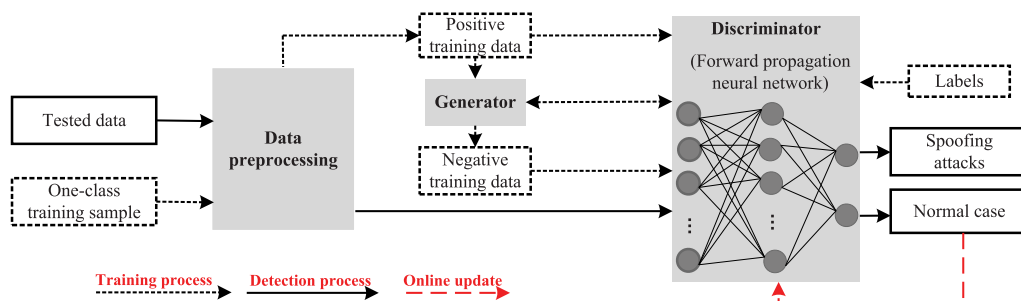 Positive
training data
Discriminator
(Forward propagation
neural network)
Labels
Generator
Tested data
Data
preprocessing
Spoofing
attacks
Negative
training data
One-class
training sample
Normal case
...
...
Training process
Detection process
Online update